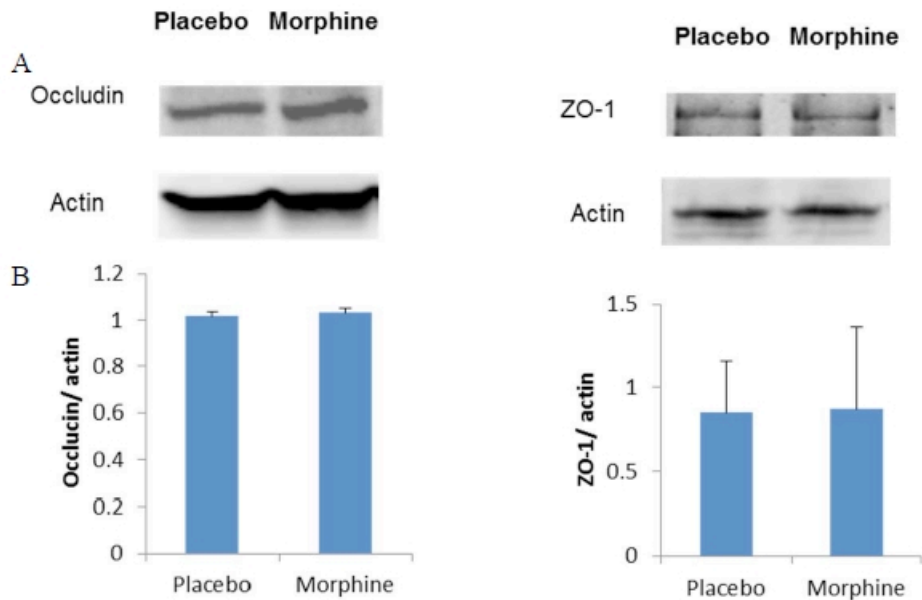 Placebo Morphine
A
Occludin
Actin
Placebo Morphine
ZO-1
Actin
B
Occlucin/ actin
1.2
1
0.8
0.6
0.4
0.2
0
Placebo Morphine
ZO-1/ actin
1.5
1
0.5
0
Placebo Morphine